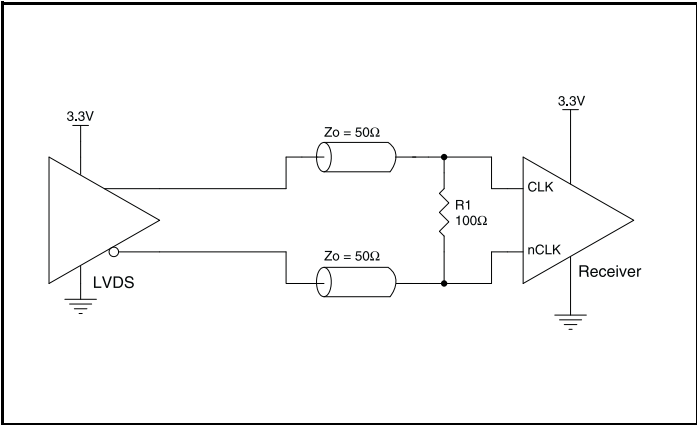 3.3V
3.3V
Zo = 50Ω
CLK
R1
100Ω
nCLK
Zo = 50Ω
Receiver
LVDS